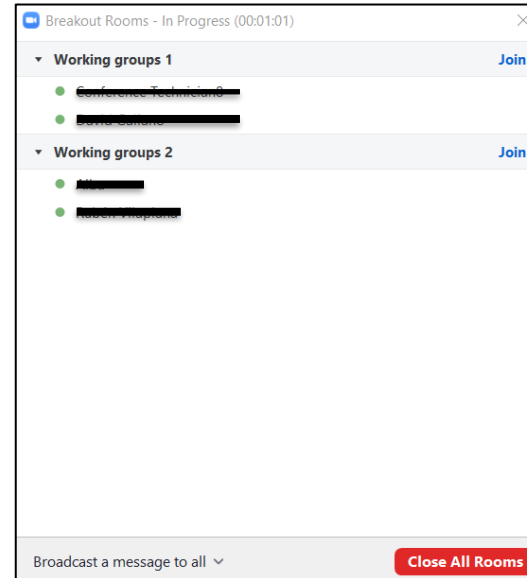 Breakout Rooms - In Progress (00:01:01)
Working groups 1 Join
Working groups 2 Join
Broadcast a message to all
Close All Rooms